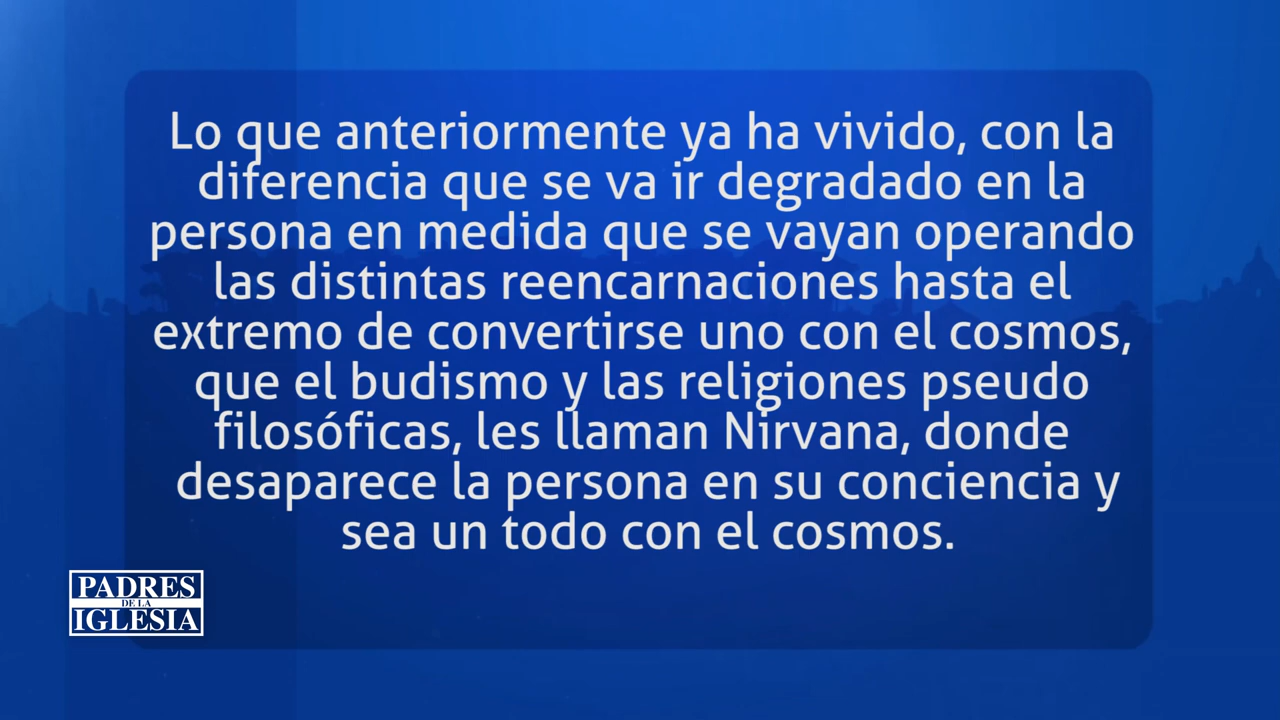 Lo que anteriormente ya ha vivido, con la
diferencia que se va ir degradado en la
persona en medida que se vayan operando
las distintas reencarnaciones hasta el
extremo de convertirse uno con el cosmos,
que el budismo y las religiones pseudo
filosóficas, les llaman Nirvana, donde
desaparece la persona en su conciencia y
sea un todo con el cosmos.
PADRES
DE LA
IGLESIA